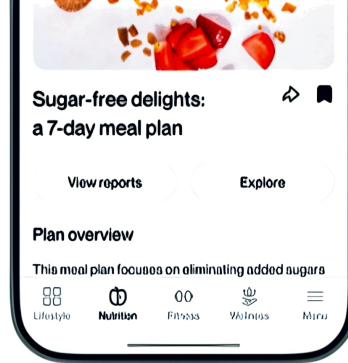 Sugar-free delights:
a 7-day meal plan
View reports
Explore
Plan overview
This meal plan focuses on eliminating added sugars
Lifestyle
Nutrition
Fitness
Wellness
Menu